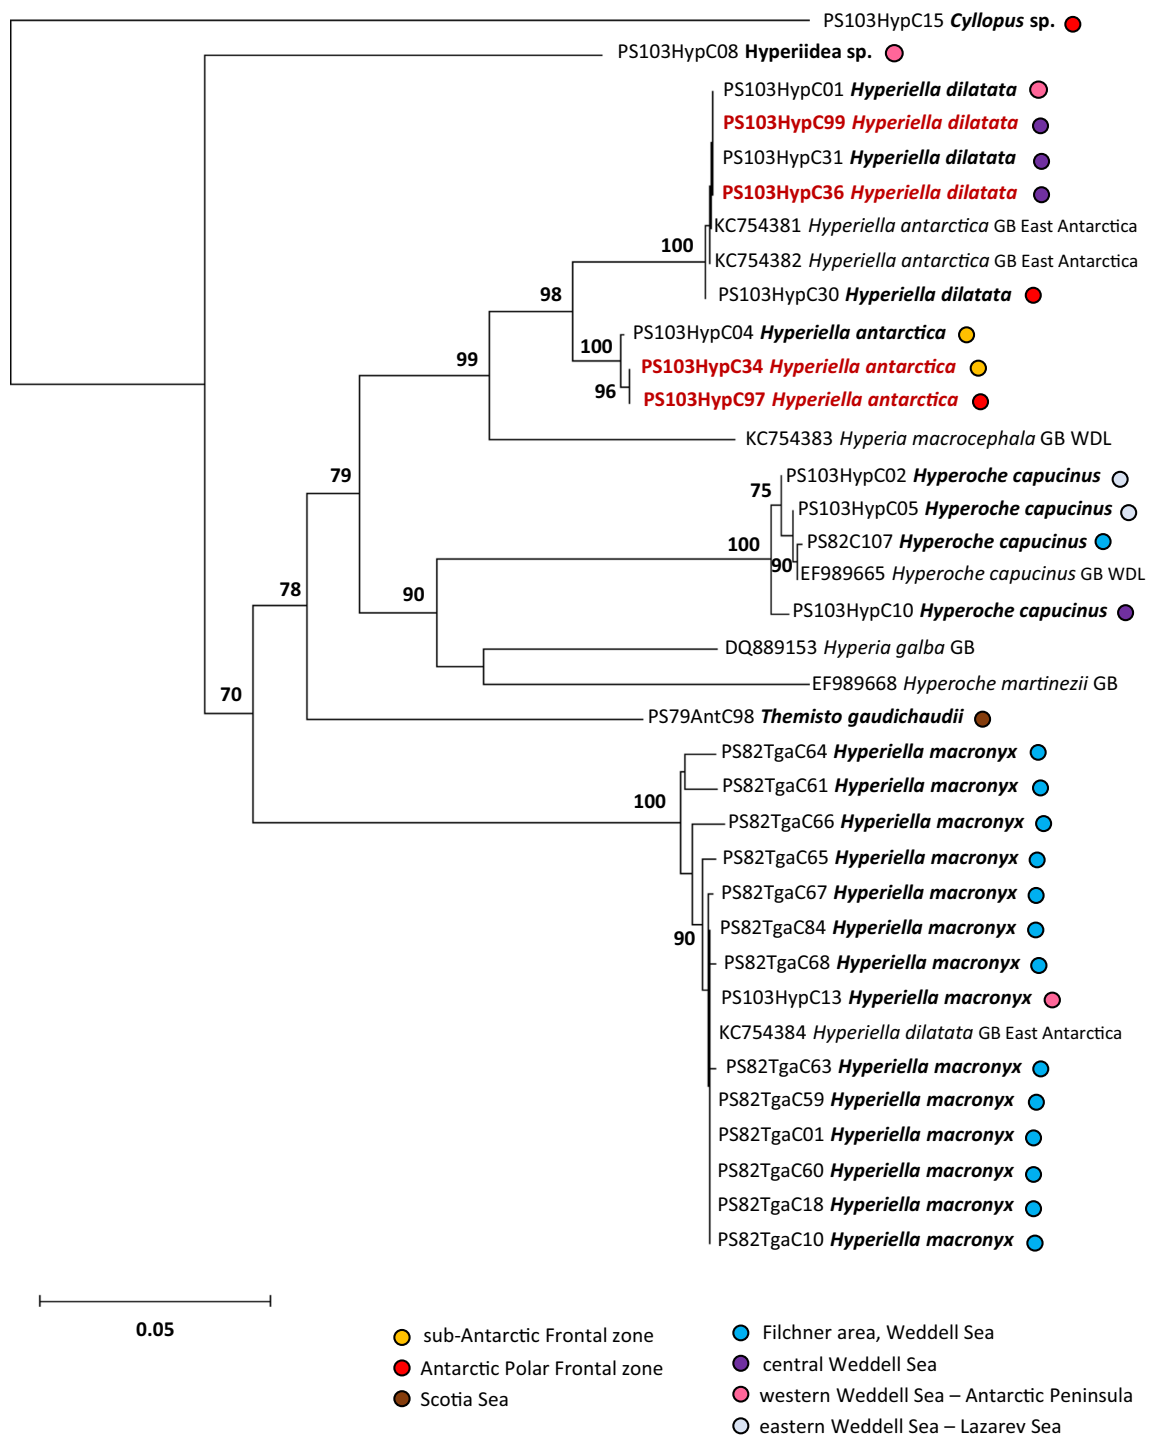 PS103HypC15 Cyllopus sp.
PS103HypC08 Hyperiidea sp.
PS103HypC01 Hyperiella dilatata
PS103HypC99 Hyperiella dilatata
PS103HypC31 Hyperiella dilatata
PS103HypC36 Hyperiella dilatata
KC754381 Hyperiella antarctica GB East Antarctica
100
KC754382 Hyperiella antarctica GB East Antarctica
98
PS103HypC30 Hyperiella dilatata
PS103HypC04 Hyperiella antarctica
100
99
PS103HypC34 Hyperiella antarctica
96
PS103HypC97 Hyperiella antarctica
KC754383 Hyperia macrocephala GB WDL
79
PS103HypC02 Hyperoche capucinus
75
PS103HypC05 Hyperoche capucinus
100
PS82C107 Hyperoche capucinus
90
EF989665 Hyperoche capucinus GB WDL
78
90
PS103HypC10 Hyperoche capucinus
DQ889153 Hyperia galba GB
EF989668 Hyperoche martinezii GB
70
PS79AntC98 Themisto gaudichaudii
PS82TgaC64 Hyperiella macronyx
PS82TgaC61 Hyperiella macronyx
100
PS82TgaC66 Hyperiella macronyx
PS82TgaC65 Hyperiella macronyx
PS82TgaC67 Hyperiella macronyx
PS82TgaC84 Hyperiella macronyx
90
PS82TgaC68 Hyperiella macronyx
PS103HypC13 Hyperiella macronyx
KC754384 Hyperiella dilatata GB East Antarctica
PS82TgaC63 Hyperiella macronyx
PS82TgaC59 Hyperiella macronyx
PS82TgaC01 Hyperiella macronyx
PS82TgaC60 Hyperiella macronyx
PS82TgaC18 Hyperiella macronyx
PS82TgaC10 Hyperiella macronyx
0.05
sub-Antarctic Frontal zone
Antarctic Polar Frontal zone
Scotia Sea
Filchner area, Weddell Sea
central Weddell Sea
western Weddell Sea – Antarctic Peninsula
eastern Weddell Sea – Lazarev Sea